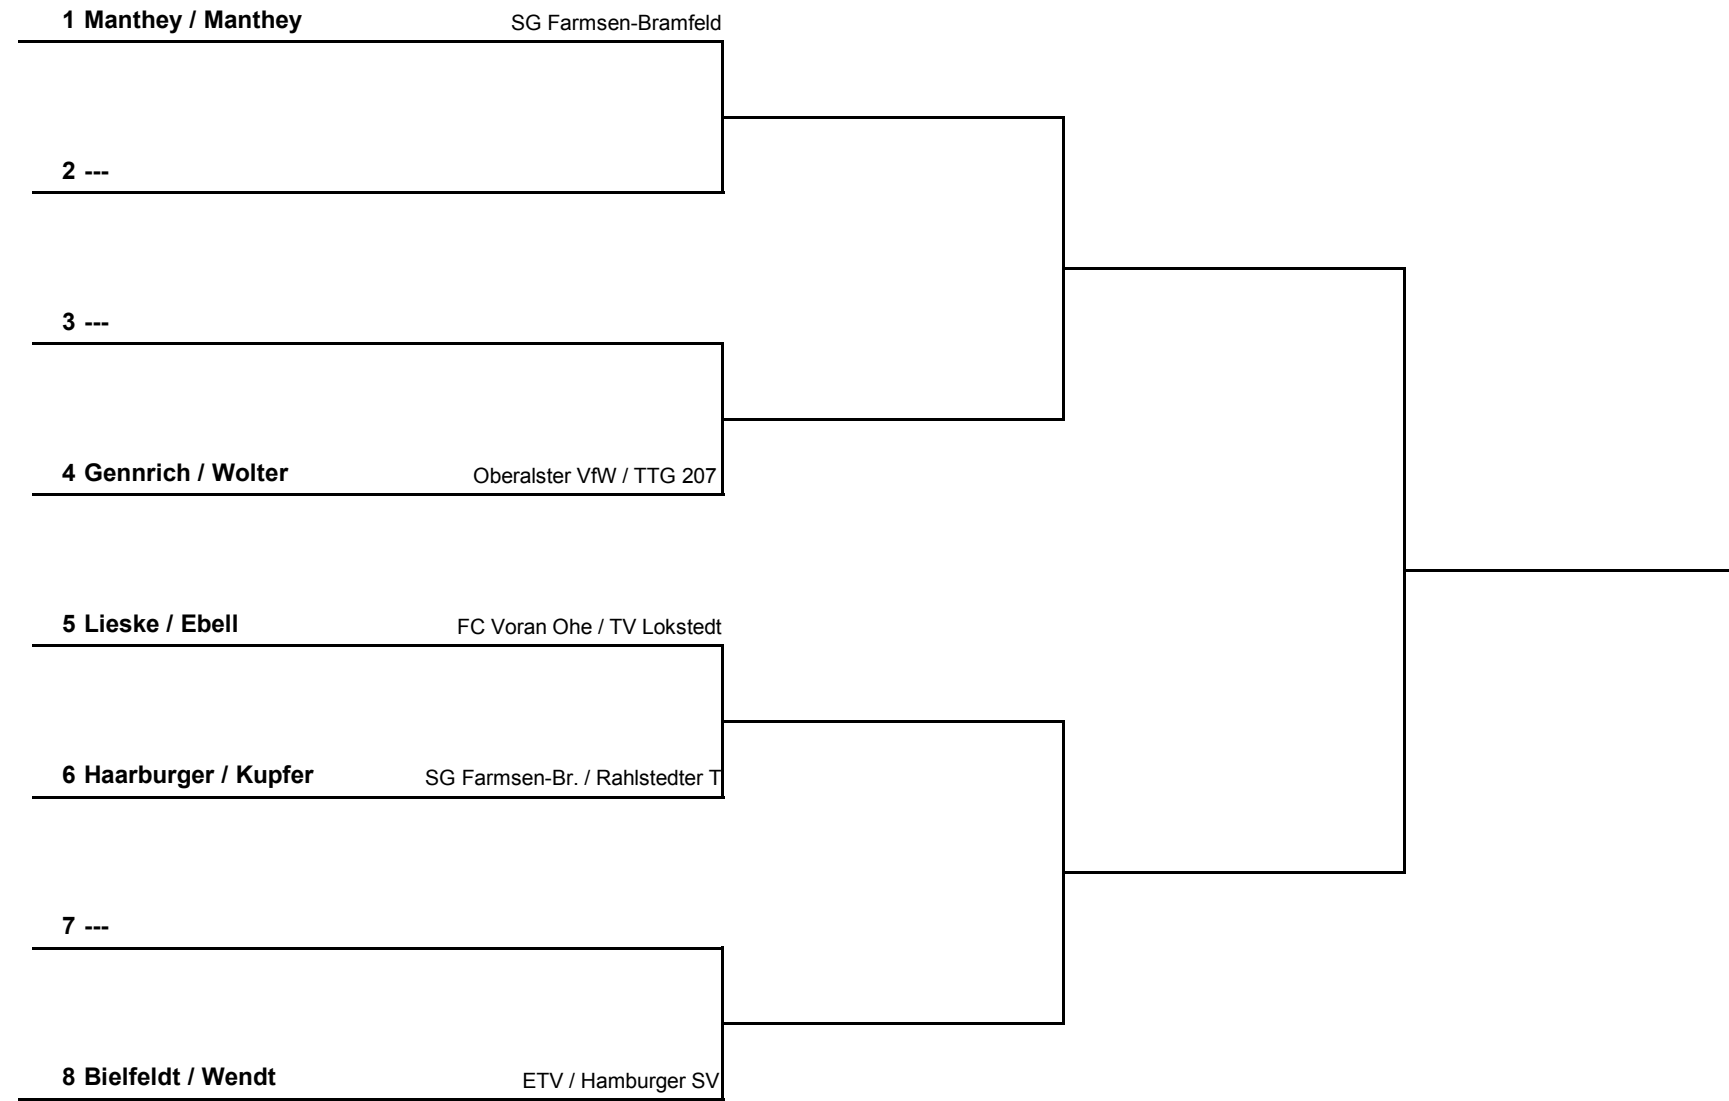 1 Manthey / Manthey SG Farmsen-Bramfeld
2 ---
3 ---
4 Gennrich / Wolter Oberalster VfW / TTG 207
5 Lieske / Ebell FC Voran Ohe / TV Lokstedt
6 Haarburger / Kupfer SG Farmsen-Br. / Rahlstedter T
7 ---
8 Bielfeldt / Wendt ETV / Hamburger SV